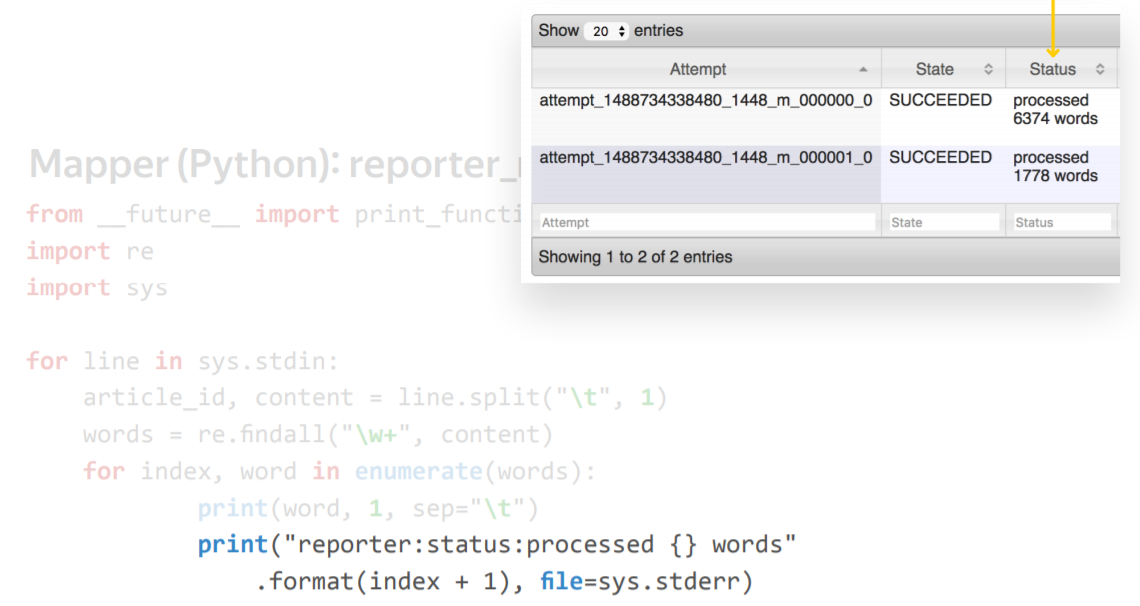 Show 20 entries
Attempt State Status
attempt_1488734338480_1448_m_000000_0 SUCCEEDED processed
6374 words
attempt_1488734338480_1448_m_000001_0 SUCCEEDED processed
1778 words
Attempt State Status
Showing 1 to 2 of 2 entries
Mapper (Python): reporter_
from __future__ import print_functi
import re
import sys
for line in sys.stdin:
    article_id, content = line.split("\t", 1)
    words = re.findall("\w+", content)
    for index, word in enumerate(words):
            print(word, 1, sep="\t")
            print("reporter:status:processed {} words"
                .format(index + 1), file=sys.stderr)